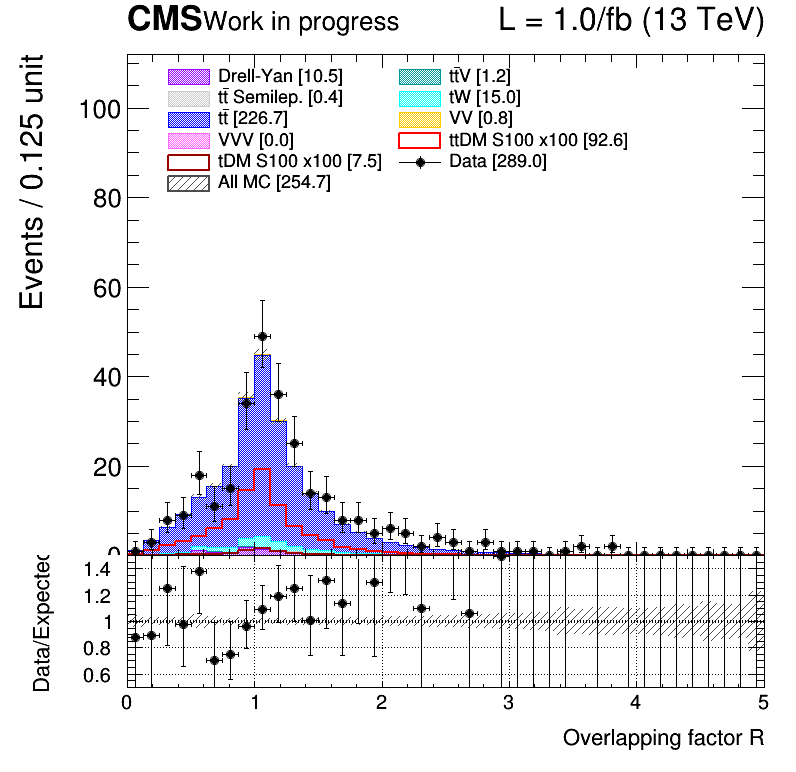 CMS Work in progress L = 1.0/fb (13 TeV)
Events / 0.125 unit
Drell-Yan [10.5] tt̄V [1.2]
tt̄ Semilep. [0.4] tW [15.0]
tt̄ [226.7] VV [0.8]
VVV [0.0] ttDM S100 x100 [92.6]
tDM S100 x100 [7.5] Data [289.0]
All MC [254.7]
100
80
60
40
20
0
Data/Expected
1.4
1.2
1
0.8
0.6
0 1 2 3 4 5
Overlapping factor R